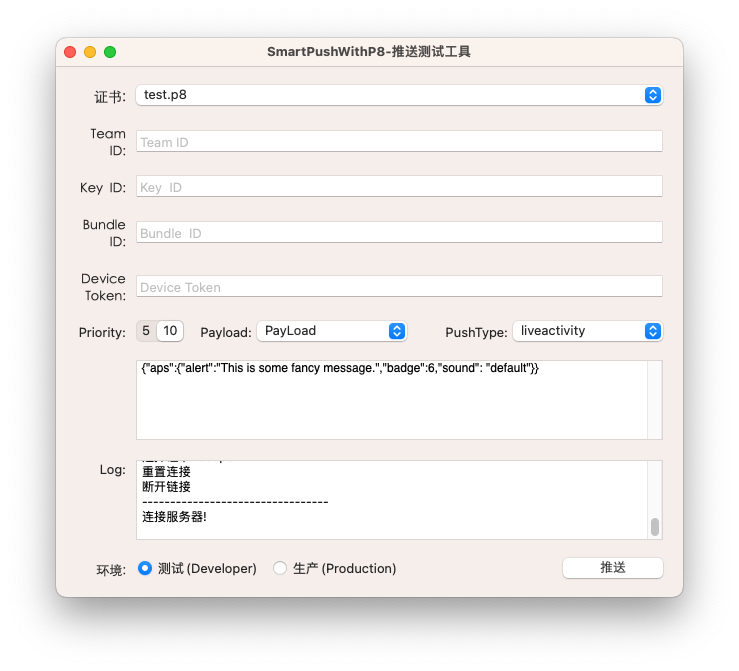 SmartPushWithP8-推送测试工具
证书: test.p8
Team ID: Team ID
Key ID: Key ID
Bundle ID: Bundle ID
Device Token: Device Token
Priority: 5 10 Payload: PayLoad PushType: liveactivity
{"aps":{"alert":"This is some fancy message.","badge":6,"sound": "default"}}
Log:
重置连接
断开链接
---------------------------------
连接服务器!
环境: 测试(Developer) 生产(Production) 推送